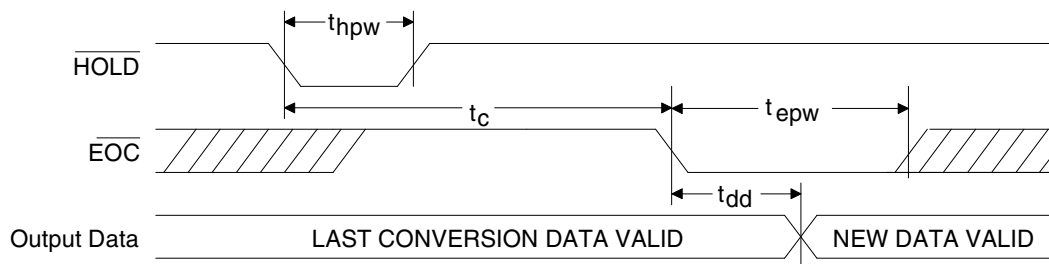 thpw
HOLD
tc
tepw
EOC
tdd
Output Data
LAST CONVERSION DATA VALID
NEW DATA VALID